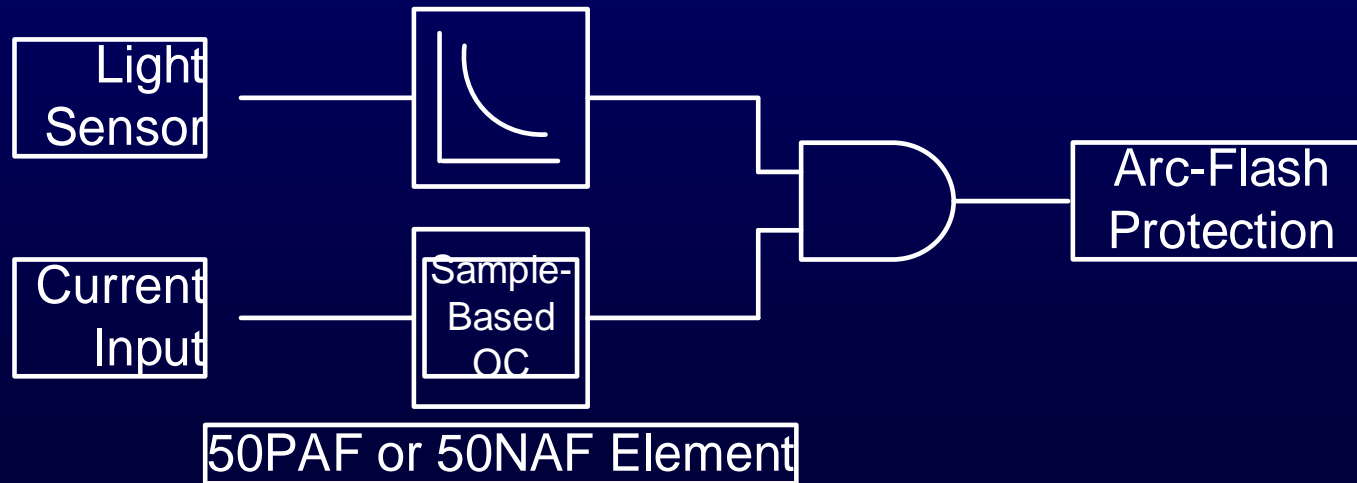 Light
Sensor
Current
Input
Sample-
Based
OC
Arc-Flash
Protection
50PAF or 50NAF Element